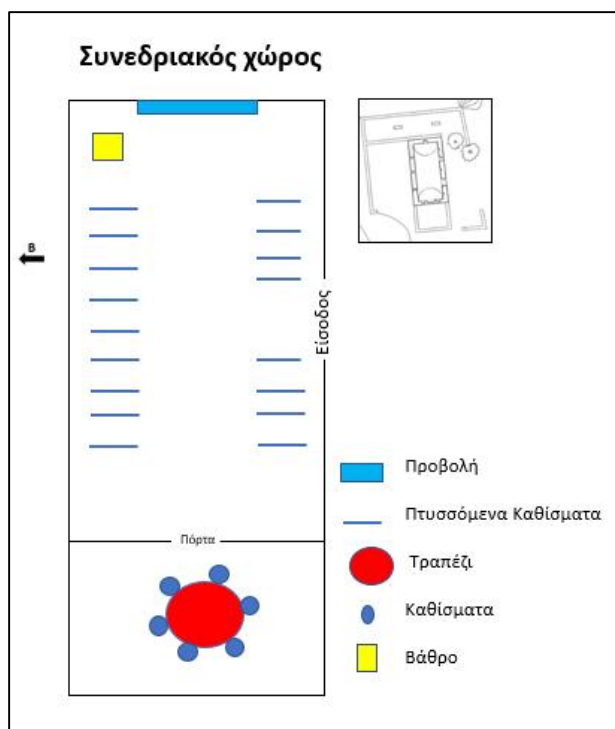 Συνεδριακός χώρος
Β
Είσοδος
Πόρτα
Προβολή
Πτυσσόμενα Καθίσματα
Τραπέζι
Καθίσματα
Βάθρο